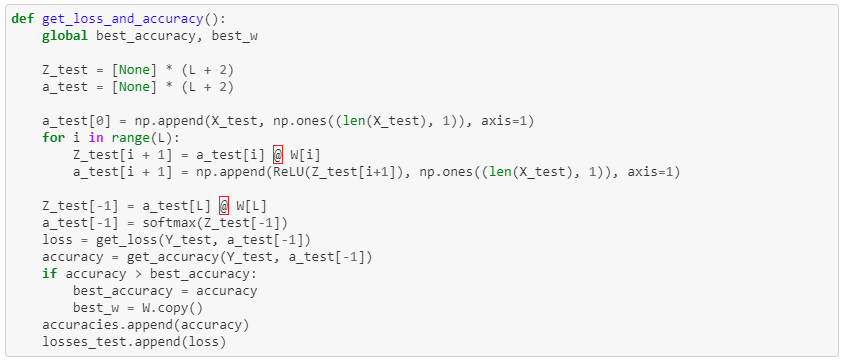 def get_loss_and_accuracy():
    global best_accuracy, best_w

    Z_test = [None] * (L + 2)
    a_test = [None] * (L + 2)

    a_test[0] = np.append(X_test, np.ones((len(X_test), 1)), axis=1)
    for i in range(L):
        Z_test[i + 1] = a_test[i] @ W[i]
        a_test[i + 1] = np.append(ReLU(Z_test[i+1]), np.ones((len(X_test), 1)), axis=1)

    Z_test[-1] = a_test[L] @ W[L]
    a_test[-1] = softmax(Z_test[-1])
    loss = get_loss(Y_test, a_test[-1])
    accuracy = get_accuracy(Y_test, a_test[-1])
    if accuracy > best_accuracy:
        best_accuracy = accuracy
        best_w = W.copy()
    accuracies.append(accuracy)
    losses_test.append(loss)